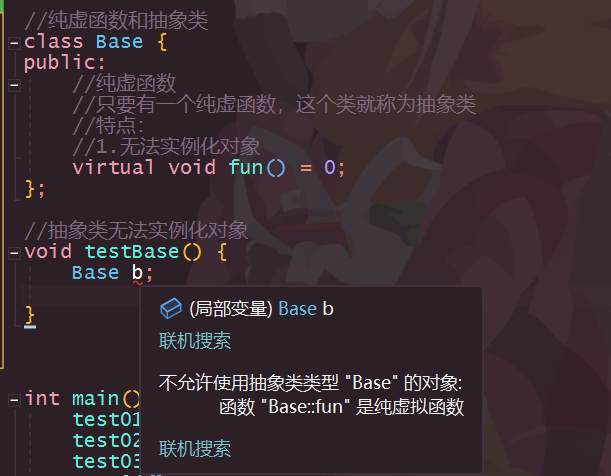 //纯虚函数和抽象类
class Base {
public:
//纯虚函数
//只要有一个纯虚函数，这个类就称为抽象类
//特点：
//1.无法实例化对象
virtual void fun() = 0;
};
//抽象类无法实例化对象
void testBase() {
Base b;
(局部变量) Base b
联机搜索
不允许使用抽象类类型 "Base" 的对象:
函数 "Base::fun" 是纯虚拟函数
联机搜索
}
int main()
test01
test02
test03